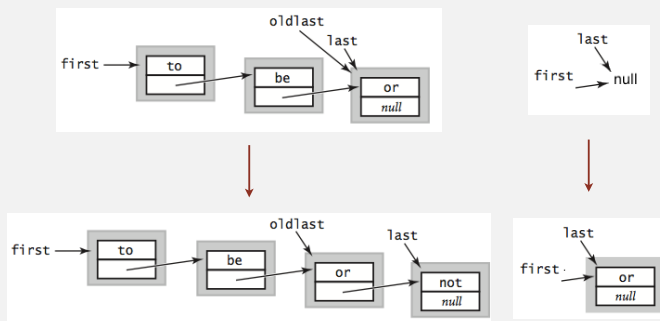 oldlast
last
first
to
be
or
null
last
first
null
first
to
be
oldlast
or
last
not
null
last
first
or
null